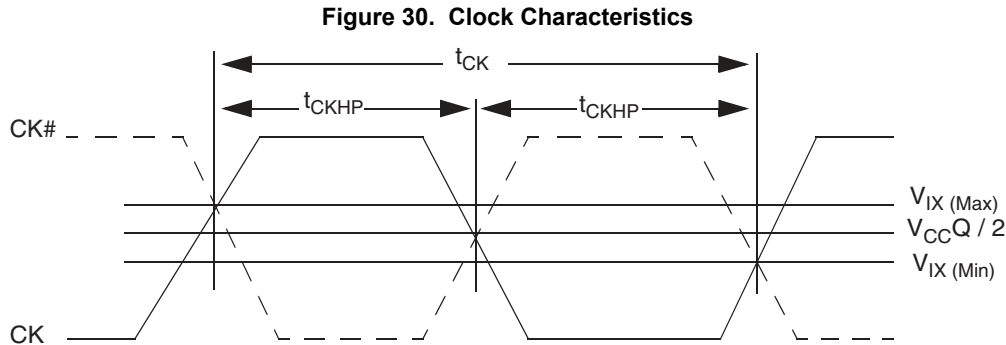 Figure 30. Clock Characteristics
tCK
tCKHP tCKHP
CK#
VIX (Max)
VCCQ / 2
VIX (Min)
CK